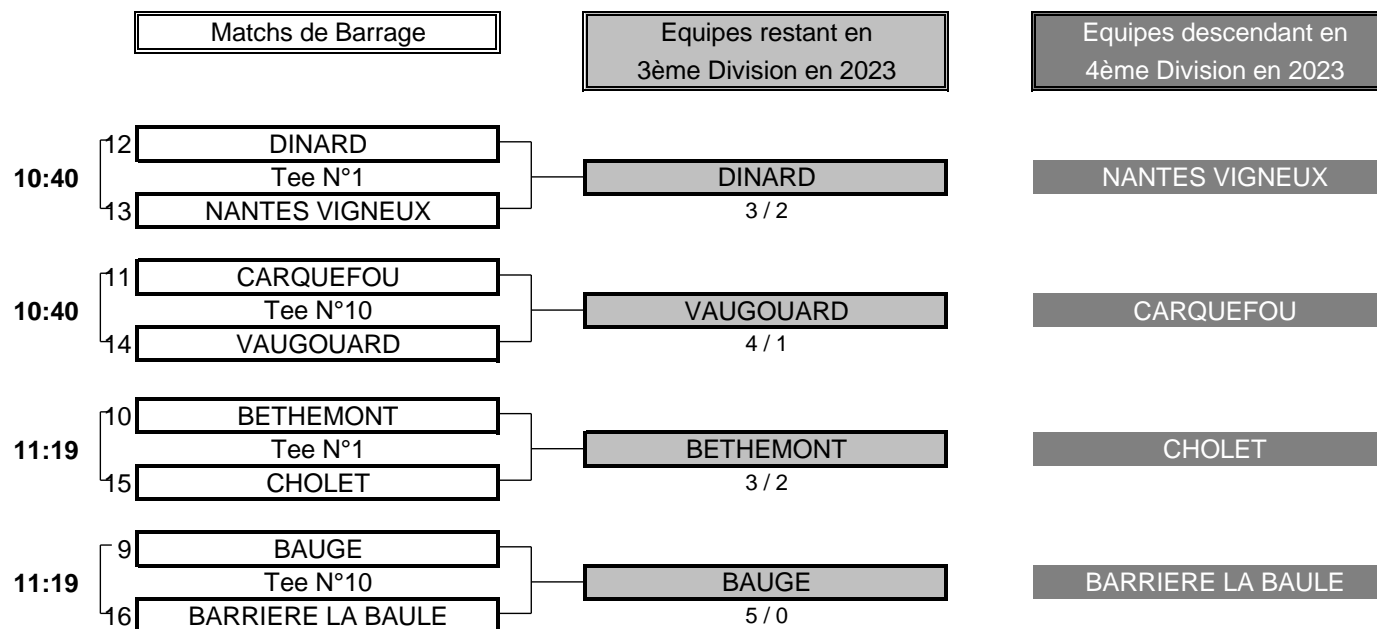 Matchs de Barrage
Equipes restant en
3ème Division en 2023
Equipes descendant en
4ème Division en 2023
12 DINARD
10:40 Tee N°1 DINARD NANTES VIGNEUX
13 NANTES VIGNEUX 3 / 2
11 CARQUEFOU
10:40 Tee N°10 VAUGOUARD CARQUEFOU
14 VAUGOUARD 4 / 1
10 BETHEMONT
11:19 Tee N°1 BETHEMONT CHOLET
15 CHOLET 3 / 2
9 BAUGE
11:19 Tee N°10 BAUGE BARRIERE LA BAULE
16 BARRIERE LA BAULE 5 / 0